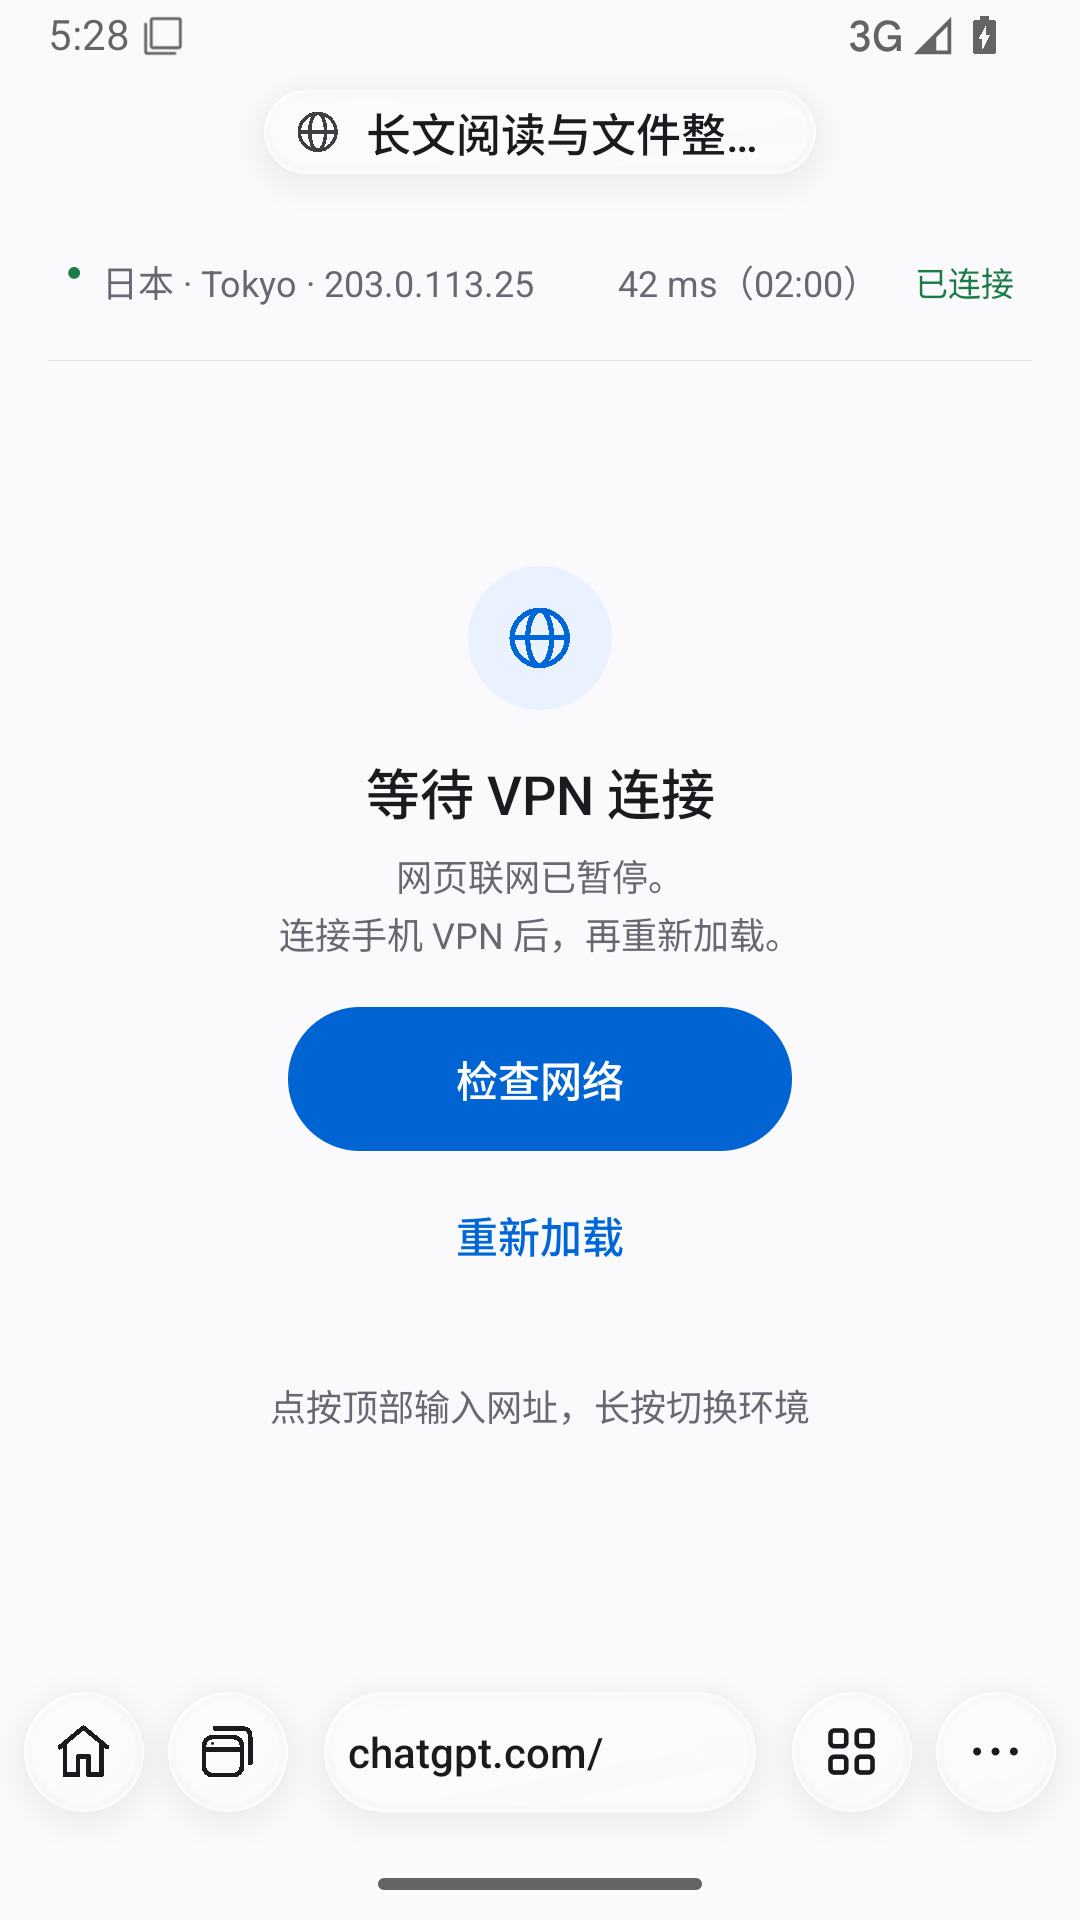 5:28
3G
长文阅读与文件整...
日本 · Tokyo · 203.0.113.25 42 ms（02:00） 已连接
等待 VPN 连接
网页联网已暂停。
连接手机 VPN 后，再重新加载。
检查网络
重新加载
点按顶部输入网址，长按切换环境
chatgpt.com/